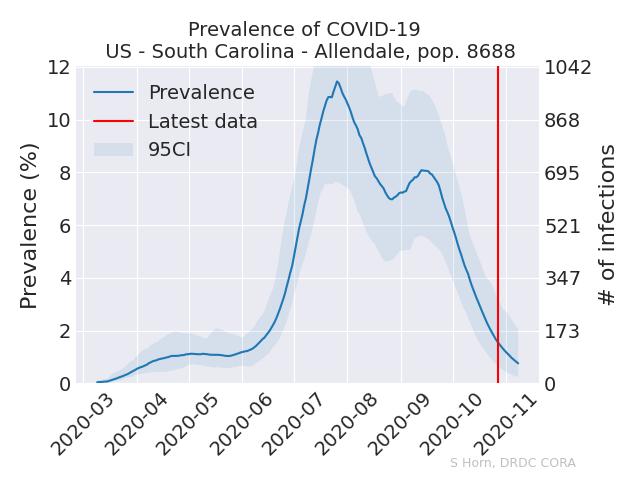 Prevalence of COVID-19
US - South Carolina - Allendale, pop. 8688
Prevalence
Latest data
95CI
Prevalence (%)
12
10
8
6
4
2
0
1042
868
695
521
347
173
0
# of infections
2020-03
2020-04
2020-05
2020-06
2020-07
2020-08
2020-09
2020-10
2020-11
S Horn, DRDC CORA